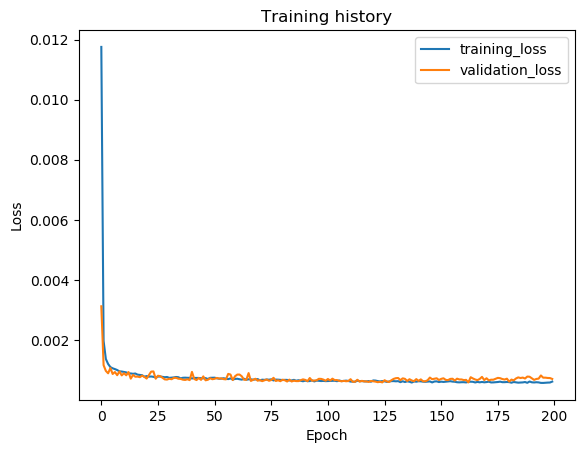 Training history
training_loss
validation_loss
0.012
0.010
0.008
0.006
0.004
0.002
Loss
0 25 50 75 100 125 150 175 200
Epoch